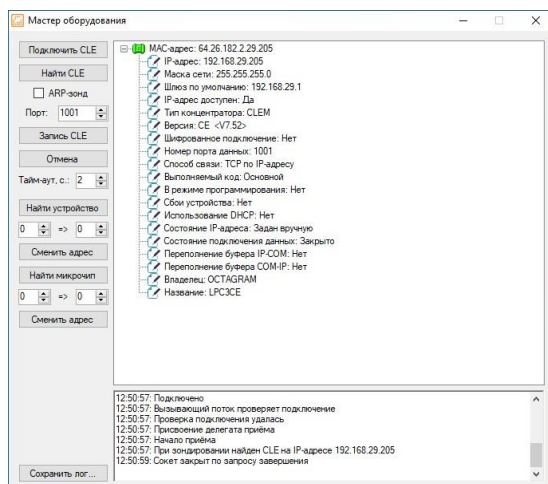 Мастер оборудования
Подключить CLE
Найти CLE
ARP-зонд
Порт: 1001
Запись CLE
Отмена
Тайм-аут, с.: 2
Найти устройство
0 => 0
Сменить адрес
Найти микрочип
0 => 0
Сменить адрес
Сохранить лог...
MAC-адрес: 64.26.182.2.29.205
IP-адрес: 192.168.29.205
Маска сети: 255.255.255.0
Шлюз по умолчанию: 192.168.29.1
IP-адрес доступен: Да
Тип концентратора: CLEM
Версия: CE <V7.52>
Шифрованное подключение: Нет
Номер порта данных: 1001
Способ связи: TCP по IP-адресу
Выполняемый код: Основной
В режиме программирования: Нет
Сбои устройства: Нет
Использование DHCP: Нет
Состояние IP-адреса: Задан вручную
Состояние подключения данных: Закрыто
Переполнение буфера IP-COM: Нет
Переполнение буфера COM-IP: Нет
Владелец: OCTAGRAM
Название: LPC3CE
12:50:57: Подключено
12:50:57: Вызывающий поток проверяет подключение
12:50:57: Проверка подключения удалась
12:50:57: Присвоение делегата приёма
12:50:57: Начало приёма
12:50:57: При зондировании найден CLE на IP-адресе 192.168.29.205
12:50:59: Сокет закрыт по запросу завершения